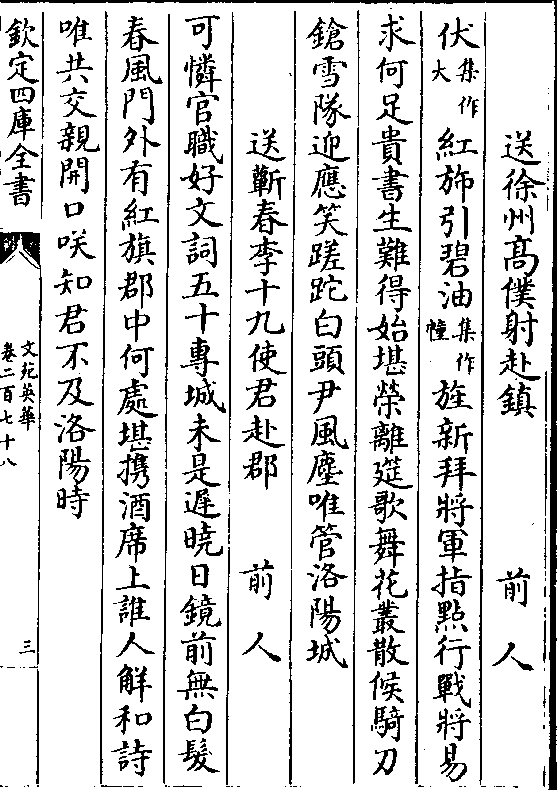 送徐州高僕射赴鎮　前人
伏集作大紅斾引碧油集作幢旌新拜將軍指點行戰將易
求何足貴書生難得始堪榮離筵歌舞花叢散候騎刀
鎗雪隊迎應笑蹉跎白頭尹風塵唯管洛陽城
送蘄春李十九使君赴郡　前人
可憐官職好文詞五十專城未是遲曉日鏡前無白髮
春風門外有紅旗郡中何處堪攜酒席上誰人觧和詩
唯共交親開口咲知君不及洛陽時
欽定四庫全書
文苑英華
卷二百七十八
三